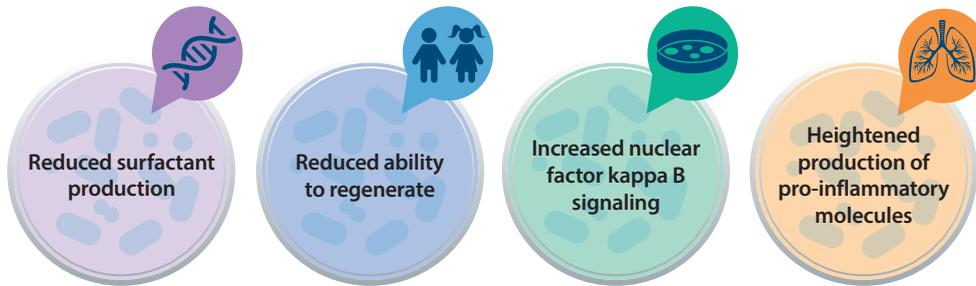 Reduced surfactant
production
Reduced ability
to regenerate
Increased nuclear
factor kappa B
signaling
Heightened
production of
pro-inflammatory
molecules